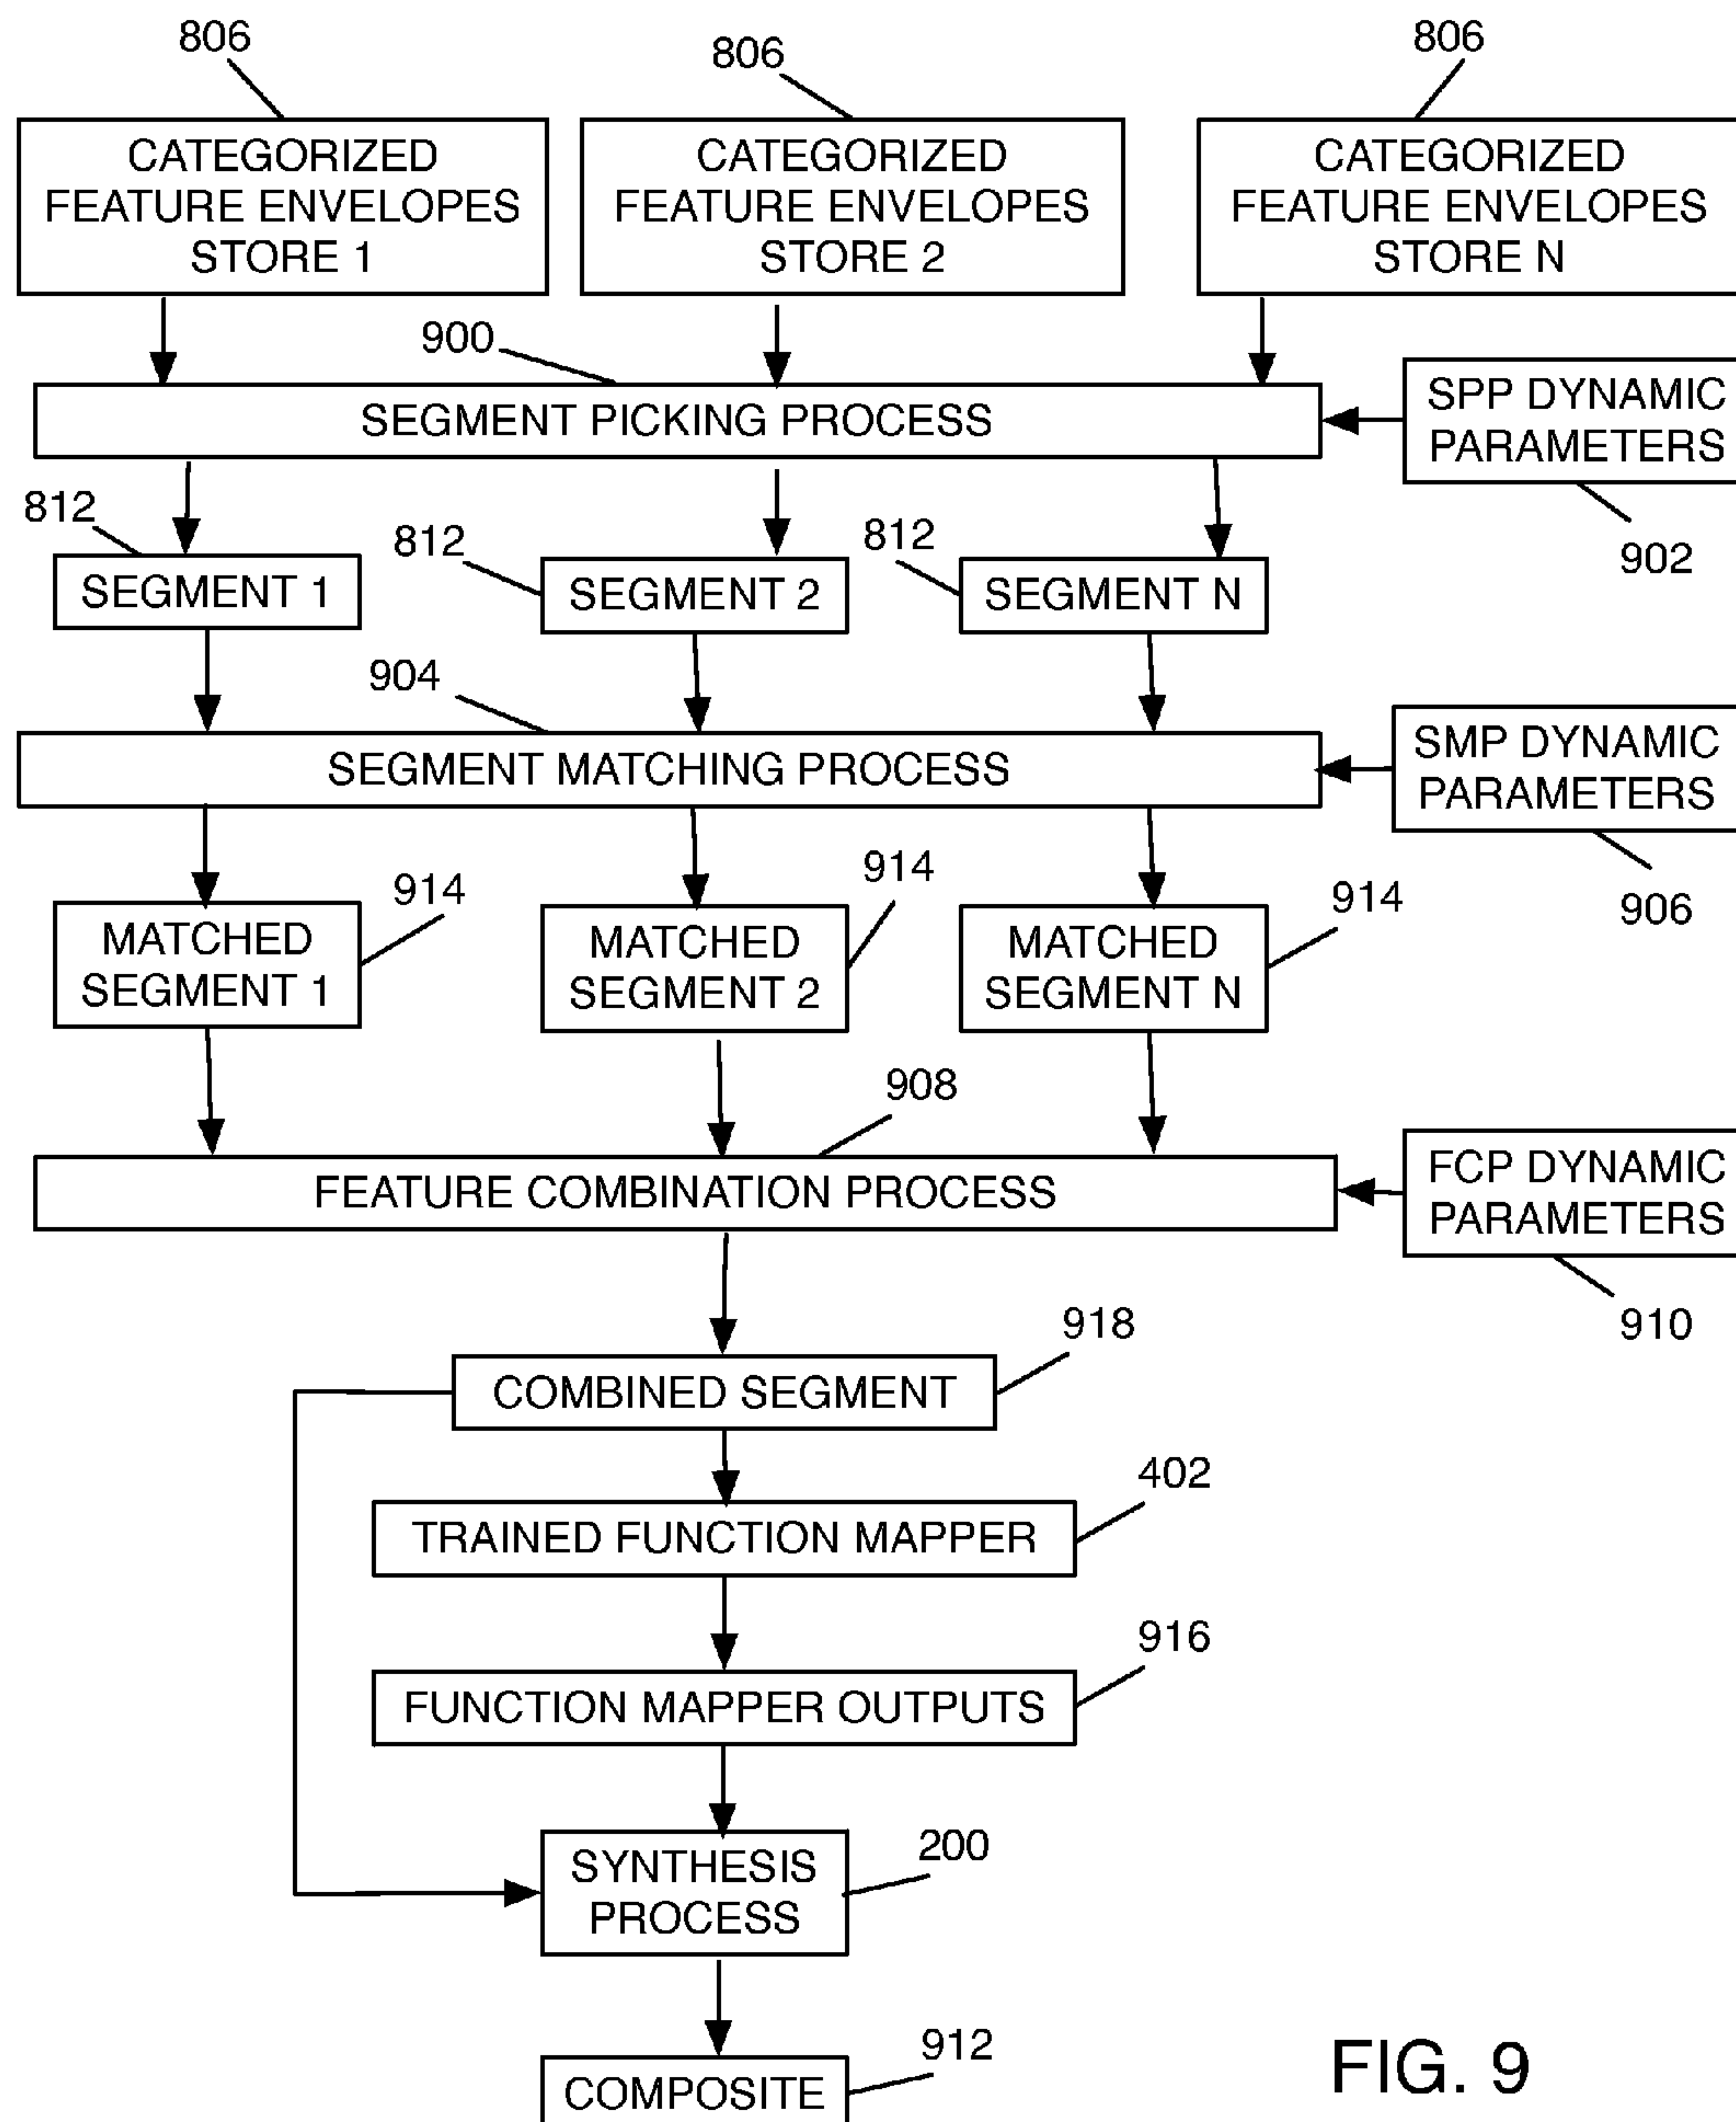 806
806
806
CATEGORIZED
FEATURE ENVELOPES
STORE 1
CATEGORIZED
FEATURE ENVELOPES
STORE 2
CATEGORIZED
FEATURE ENVELOPES
STORE N
900
SEGMENT PICKING PROCESS
SPP DYNAMIC
PARAMETERS
902
812
812
812
SEGMENT 1
SEGMENT 2
SEGMENT N
904
SEGMENT MATCHING PROCESS
SMP DYNAMIC
PARAMETERS
906
914
914
914
MATCHED
SEGMENT 1
MATCHED
SEGMENT 2
MATCHED
SEGMENT N
908
FEATURE COMBINATION PROCESS
FCP DYNAMIC
PARAMETERS
910
918
COMBINED SEGMENT
402
TRAINED FUNCTION MAPPER
916
FUNCTION MAPPER OUTPUTS
200
SYNTHESIS
PROCESS
912
COMPOSITE
FIG. 9